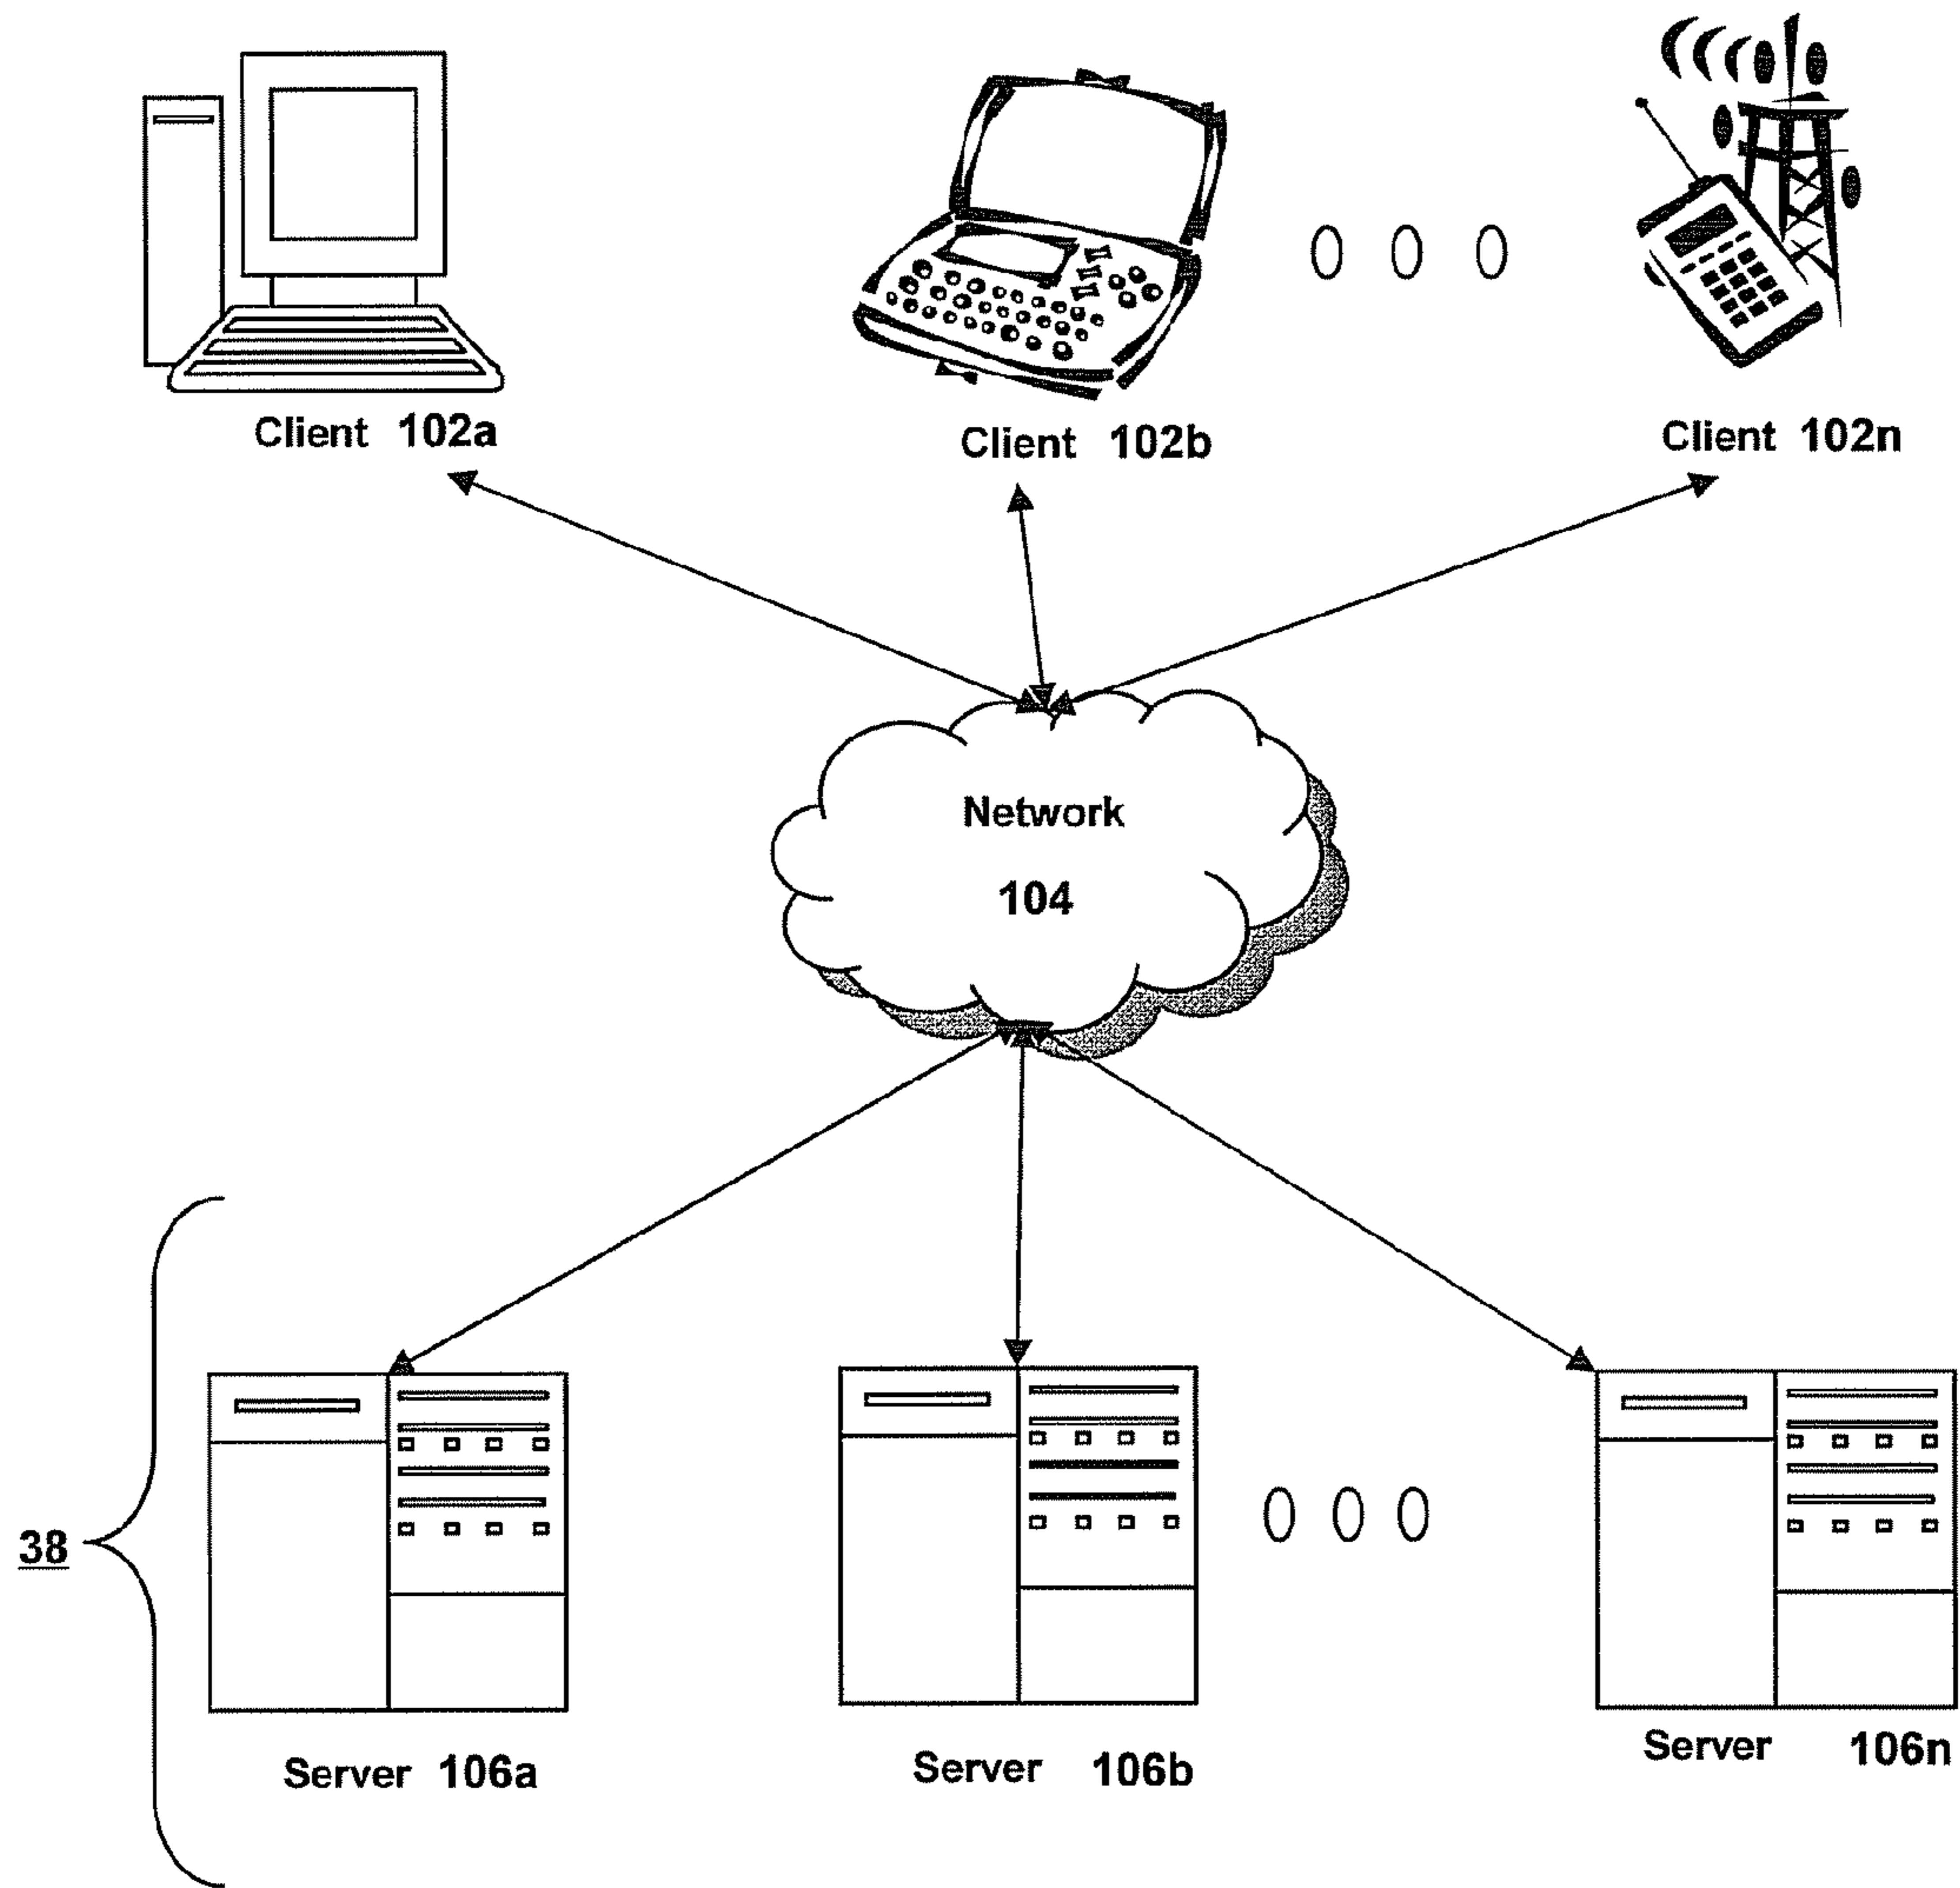 Client 102a
Client 102b
Client 102n
Network
104
38
Server 106a
Server 106b
Server 106n